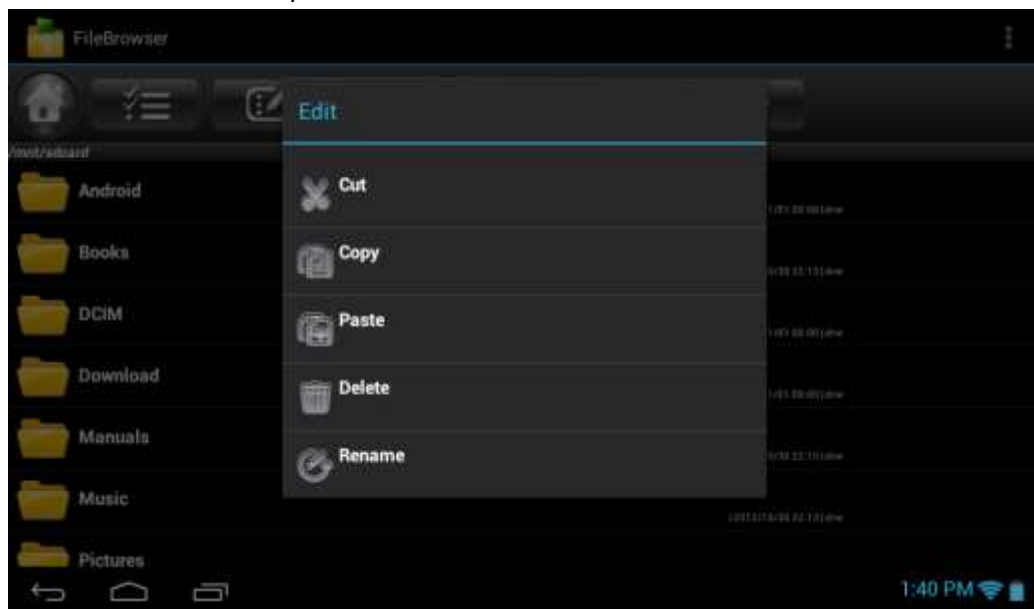 FileBrowser
Edit
/mnt/sdcard
Cut
Android
Copy
Books
Paste
DCIM
Delete
Download
Rename
Manuals
Music
Pictures
1:40 PM